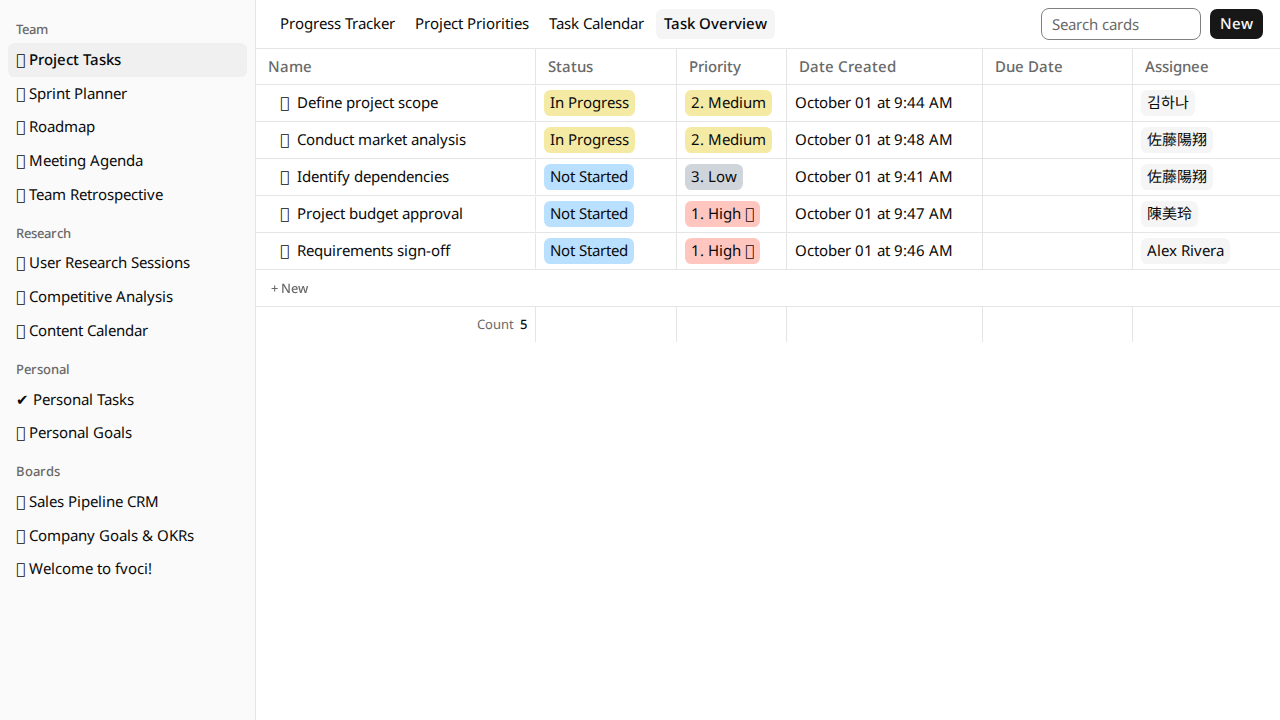 Team
Project Tasks
Sprint Planner
Roadmap
Meeting Agenda
Team Retrospective
Research
User Research Sessions
Competitive Analysis
Content Calendar
Personal
✔ Personal Tasks
Personal Goals
Boards
Sales Pipeline CRM
Company Goals & OKRs
Welcome to fvoci!
Progress Tracker Project Priorities Task Calendar Task Overview Search cards New
Name Status Priority Date Created Due Date Assignee
Define project scope In Progress 2. Medium October 01 at 9:44 AM 김하나
Conduct market analysis In Progress 2. Medium October 01 at 9:48 AM 佐藤陽翔
Identify dependencies Not Started 3. Low October 01 at 9:41 AM 佐藤陽翔
Project budget approval Not Started 1. High October 01 at 9:47 AM 陳美玲
Requirements sign-off Not Started 1. High October 01 at 9:46 AM Alex Rivera
+ New
Count 5